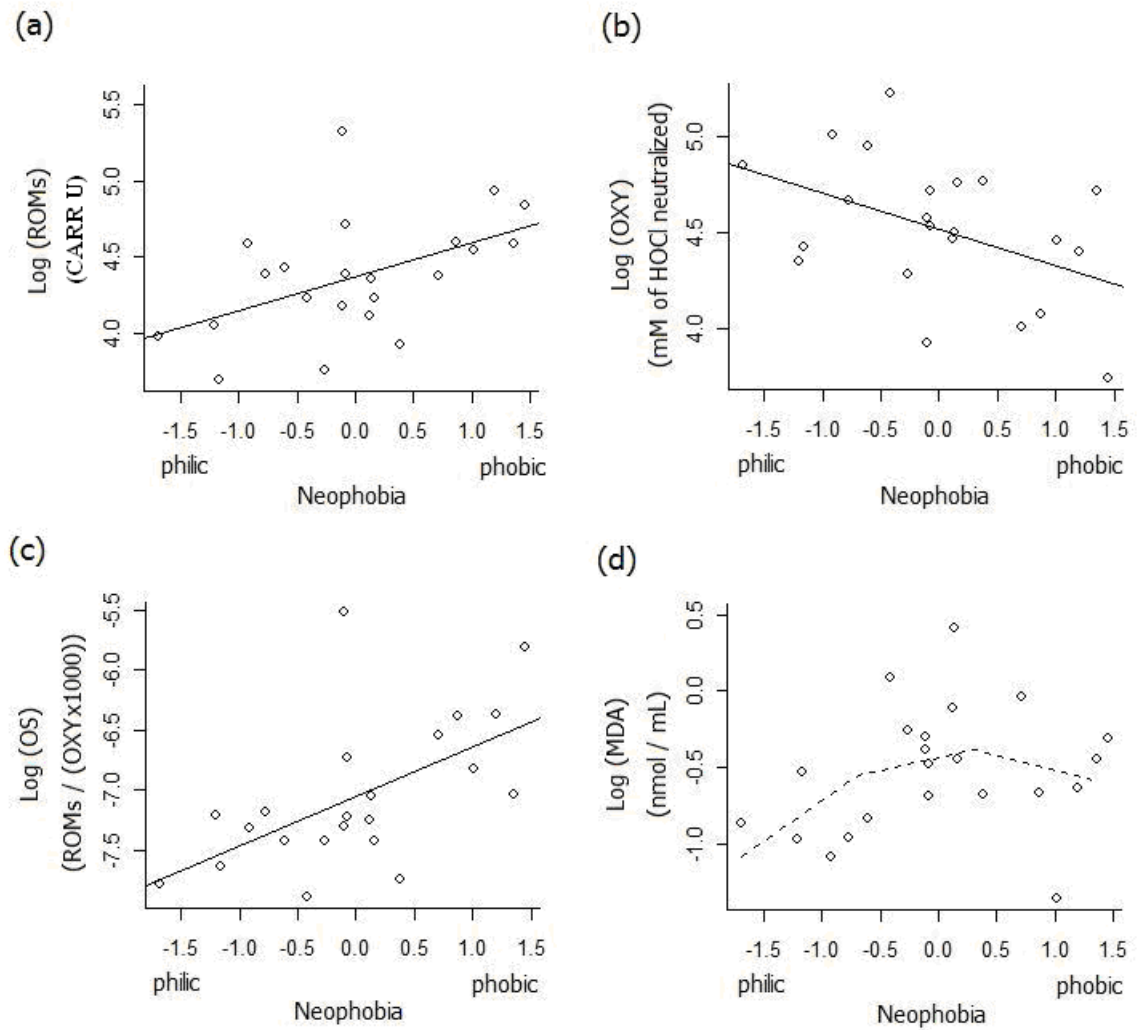 (a)
Log (ROMs)
(CARR U)
5.5
5.0
4.5
4.0
-1.5 -1.0 -0.5 0.0 0.5 1.0 1.5
philic phobic
Neophobia
(b)
Log (OXY)
(mM of HOCl neutralized)
5.0
4.5
4.0
-1.5 -1.0 -0.5 0.0 0.5 1.0 1.5
philic phobic
Neophobia
(c)
Log (OS)
(ROMs / (OXYx1000))
-5.5
-6.0
-6.5
-7.0
-7.5
-1.5 -1.0 -0.5 0.0 0.5 1.0 1.5
philic phobic
Neophobia
(d)
Log (MDA)
(nmol / mL)
0.5
0.0
-0.5
-1.0
-1.5 -1.0 -0.5 0.0 0.5 1.0 1.5
philic phobic
Neophobia